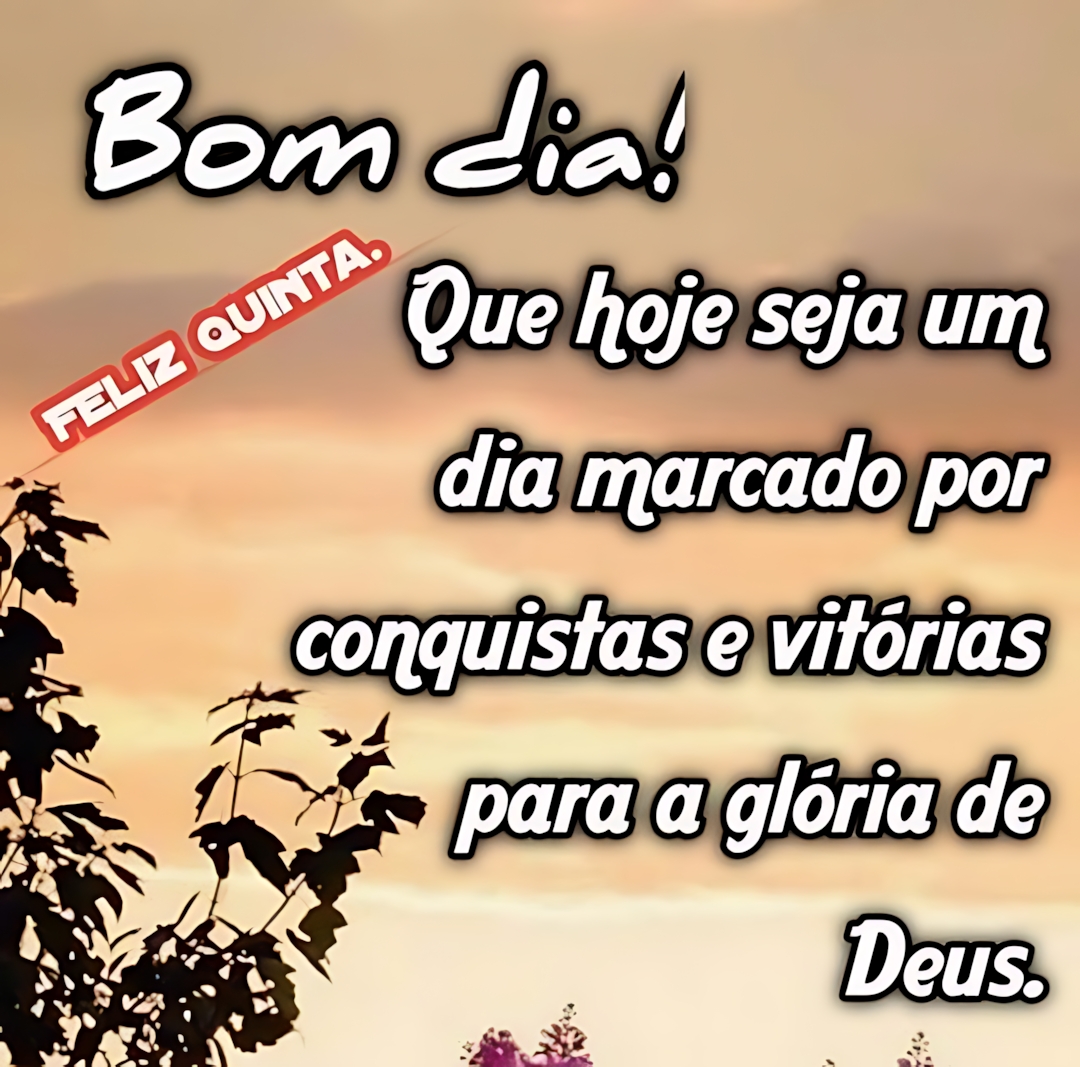 Bom dia!
FELIZ QUINTA.
Que hoje seja um
dia marcado por
conquistas e vitórias
para a glória de
Deus.